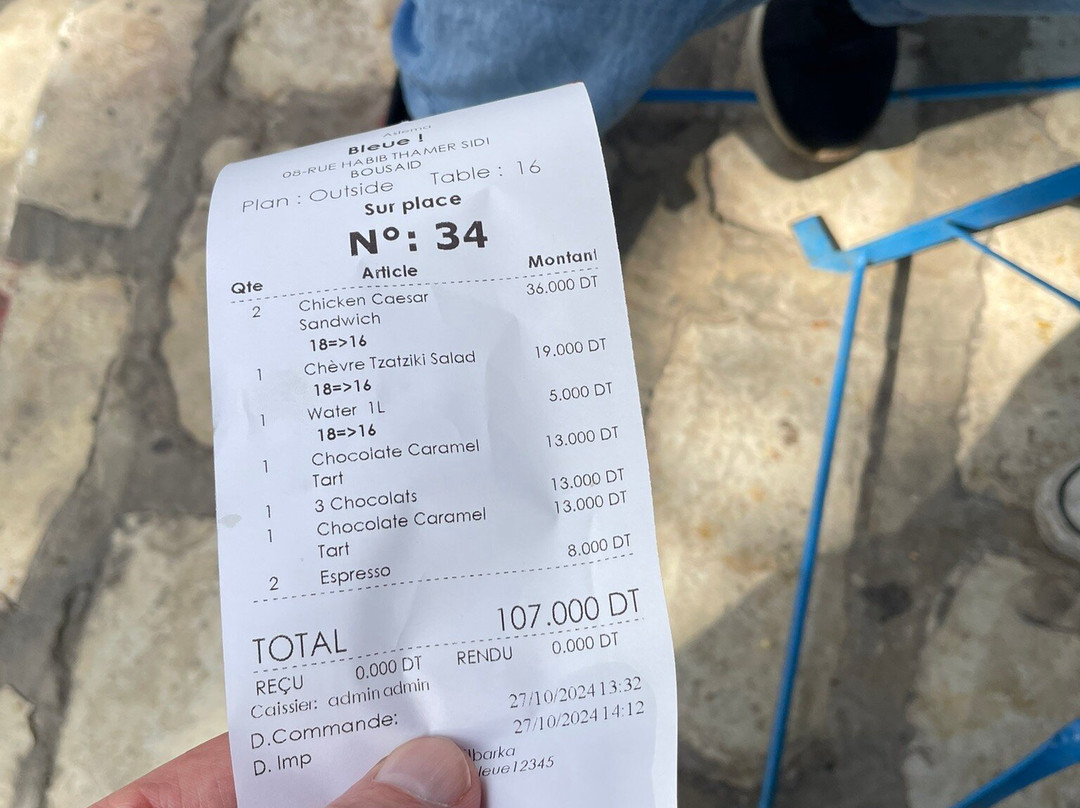 Aslema
Bleue !
08-RUE HABIB THAMER SIDI
BOUSAID
Plan : Outside Table : 16
Sur place
N°: 34
Qte Article Montant
2 Chicken Caesar 36.000 DT
Sandwich
18=>16
1 Chèvre Tzatziki Salad 19.000 DT
18=>16
1 Water 1L 5.000 DT
18=>16
1 Chocolate Caramel 13.000 DT
Tart
1 3 Chocolats 13.000 DT
1 Chocolate Caramel 13.000 DT
Tart
2 Espresso 8.000 DT
TOTAL 107.000 DT
REÇU 0.000 DT RENDU 0.000 DT
Caissier: admin admin
D.Commande: 27/10/2024 13:32
D. Imp 27/10/2024 14:12
lbarka
leue12345